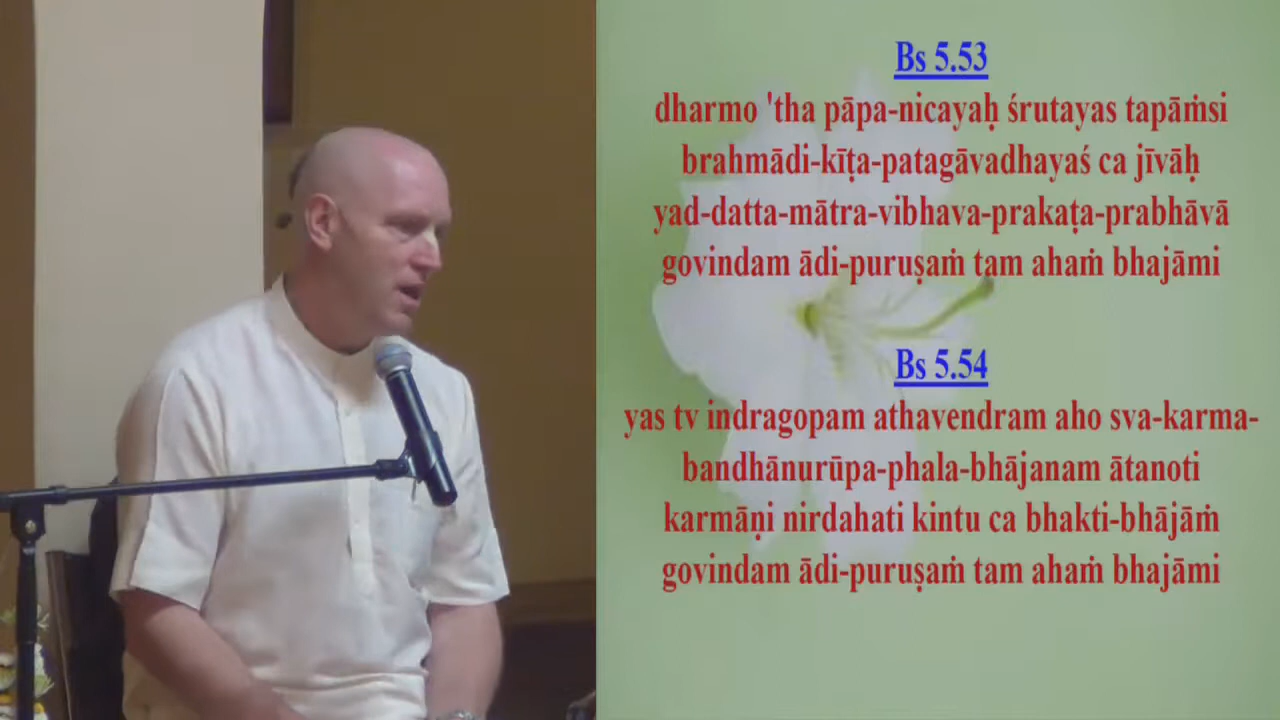 Bs 5.53
dharmo 'tha pāpa-nicayaḥ śrutayas tapāṁsi
brahmādi-kīṭa-patagāvadhayaś ca jīvāḥ
yad-datta-mātra-vibhava-prakaṭa-prabhāvā
govindam ādi-puruṣaṁ tam ahaṁ bhajāmi
Bs 5.54
yas tv indragopam athavendram aho sva-karma-
bandhānurūpa-phala-bhājanam ātanoti
karmāṇi nirdahati kintu ca bhakti-bhājāṁ
govindam ādi-puruṣaṁ tam ahaṁ bhajāmi